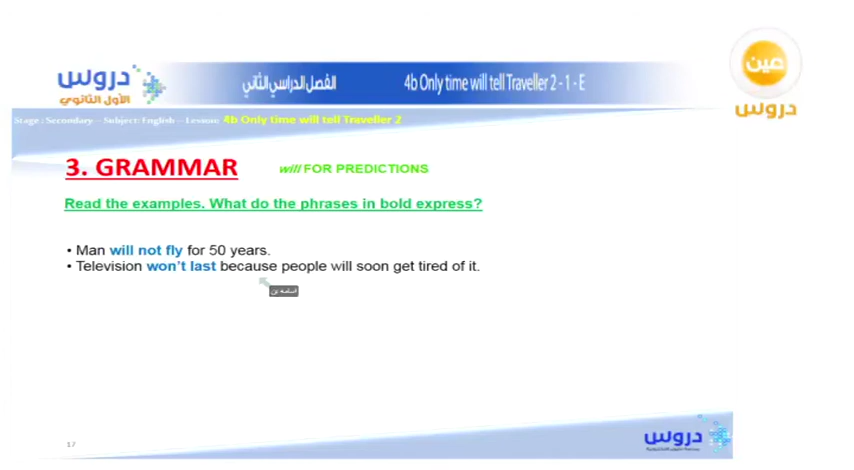 عين
دروس
دروس
الأول الثانوي
الفصل الدراسي الثاني
4b Only time will tell Traveller 2 - 1 - E
Stage : Secondary – Subject: English – Lesson: 4b Only time will tell Traveller 2
3. GRAMMAR will FOR PREDICTIONS
Read the examples. What do the phrases in bold express?
• Man will not fly for 50 years.
• Television won't last because people will soon get tired of it.
اسامه بن
17
دروس